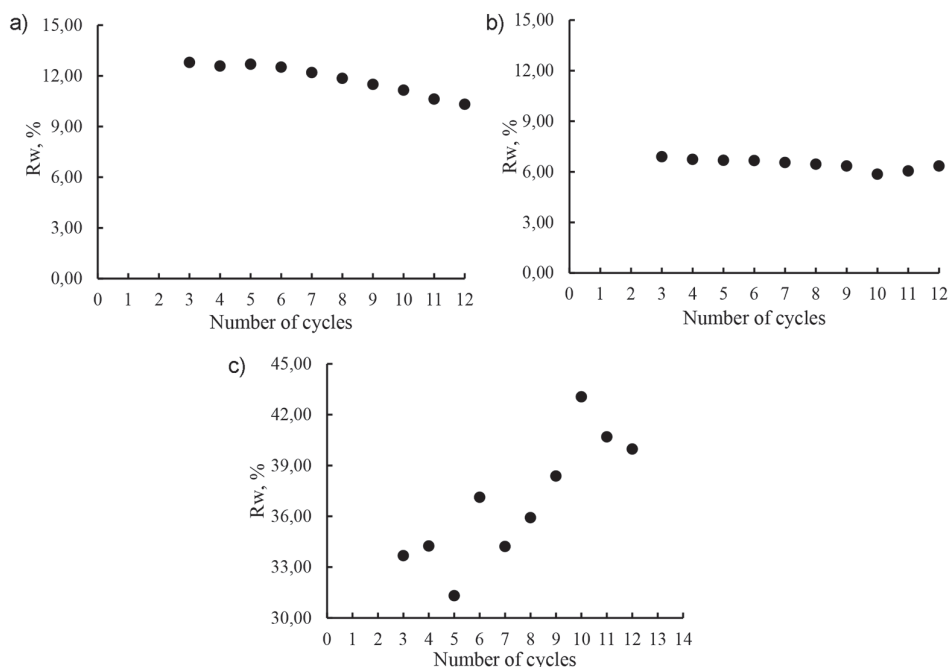 a)
15,00
12,00
9,00
6,00
3,00
0,00
Rw, %
0 1 2 3 4 5 6 7 8 9 10 11 12
Number of cycles
b)
15,00
12,00
9,00
6,00
3,00
0,00
Rw, %
0 1 2 3 4 5 6 7 8 9 10 11 12
Number of cycles
c)
45,00
42,00
39,00
36,00
33,00
30,00
Rw, %
0 1 2 3 4 5 6 7 8 9 10 11 12 13 14
Number of cycles